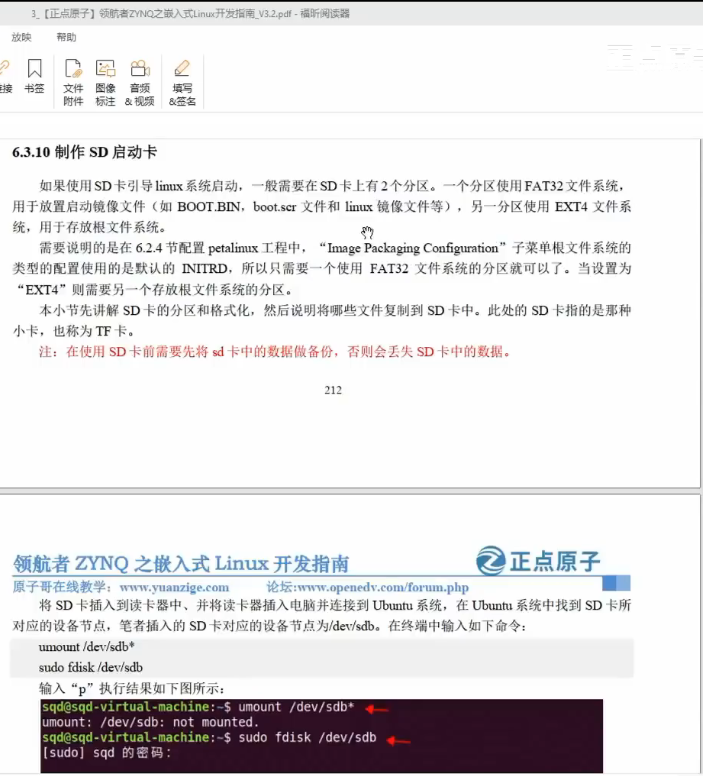 3_【正点原子】领航者ZYNQ之嵌入式Linux开发指南_V3.2.pdf - 福昕阅读器
放映 帮助
书签 文件附件 图像标注 音频&视频 填写&签名
6.3.10 制作 SD 启动卡
如果使用 SD 卡引导 linux 系统启动，一般需要在 SD 卡上有 2 个分区。一个分区使用 FAT32 文件系统，
用于放置启动镜像文件（如 BOOT.BIN，boot.scr 文件和 linux 镜像文件等），另一分区使用 EXT4 文件系
统，用于存放根文件系统。
需要说明的是在 6.2.4 节配置 petalinux 工程中，“Image Packaging Configuration”子菜单根文件系统的
类型的配置使用的是默认的 INITRD，所以只需要一个使用 FAT32 文件系统的分区就可以了。当设置为
“EXT4”则需要另一个存放根文件系统的分区。
本小节先讲解 SD 卡的分区和格式化，然后说明将哪些文件复制到 SD 卡中。此处的 SD 卡指的是那种
小卡，也称为 TF 卡。
注：在使用 SD 卡前需要先将 sd 卡中的数据做备份，否则会丢失 SD 卡中的数据。
212
领航者 ZYNQ 之嵌入式 Linux 开发指南
正点原子
原子哥在线教学：www.yuanzige.com 论坛:www.openedv.com/forum.php
将 SD 卡插入到读卡器中、并将读卡器插入电脑并连接到 Ubuntu 系统，在 Ubuntu 系统中找到 SD 卡所
对应的设备节点，笔者插入的 SD 卡对应的设备节点为/dev/sdb。在终端中输入如下命令：
umount /dev/sdb*
sudo fdisk /dev/sdb
输入“p”执行结果如下图所示：
sqd@sqd-virtual-machine:~$ umount /dev/sdb*
umount: /dev/sdb: not mounted.
sqd@sqd-virtual-machine:~$ sudo fdisk /dev/sdb
[sudo] sqd 的密码：